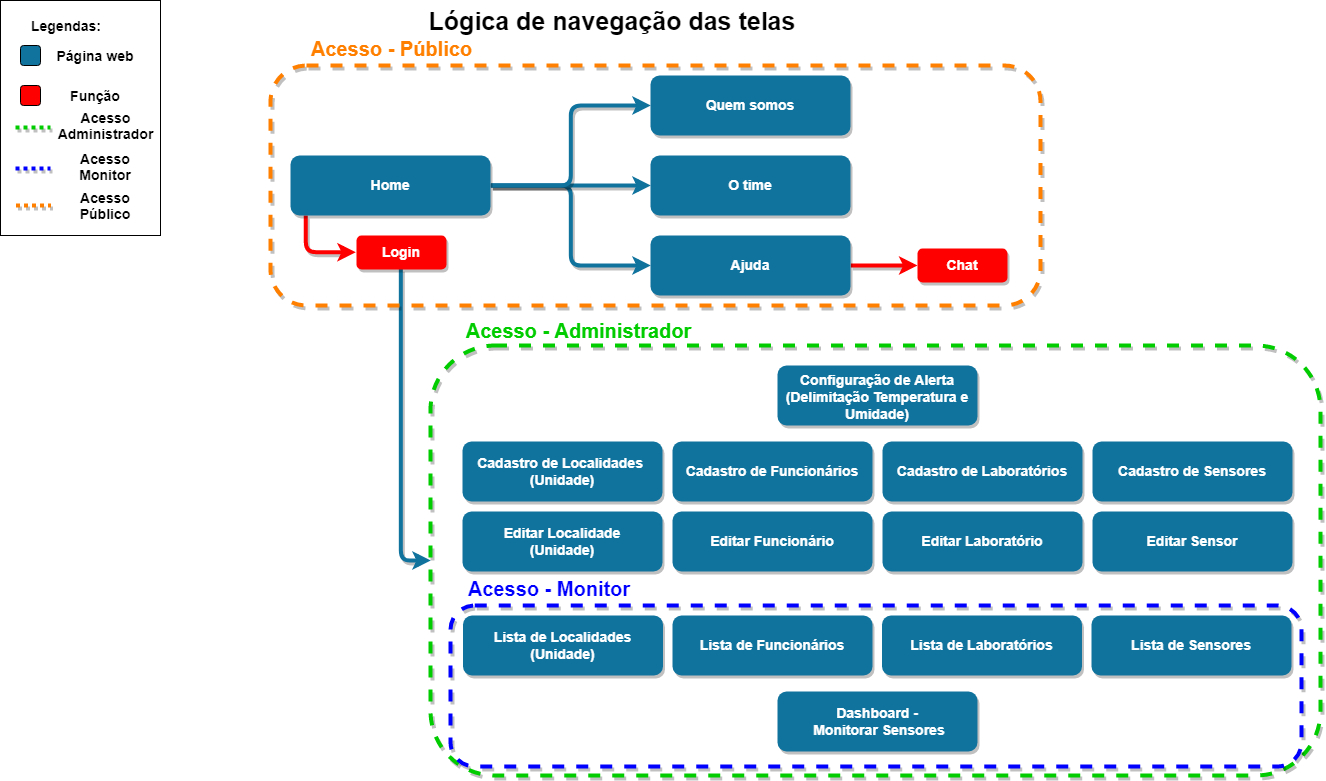 Legendas:
Página web
Função
Acesso
Administrador
Acesso
Monitor
Acesso
Público
Lógica de navegação das telas
Acesso - Público
Quem somos
Home
O time
Login
Ajuda
Chat
Acesso - Administrador
Configuração de Alerta
(Delimitação Temperatura e
Umidade)
Cadastro de Localidades
(Unidade)
Cadastro de Funcionários
Cadastro de Laboratórios
Cadastro de Sensores
Editar Localidade
(Unidade)
Editar Funcionário
Editar Laboratório
Editar Sensor
Acesso - Monitor
Lista de Localidades
(Unidade)
Lista de Funcionários
Lista de Laboratórios
Lista de Sensores
Dashboard -
Monitorar Sensores